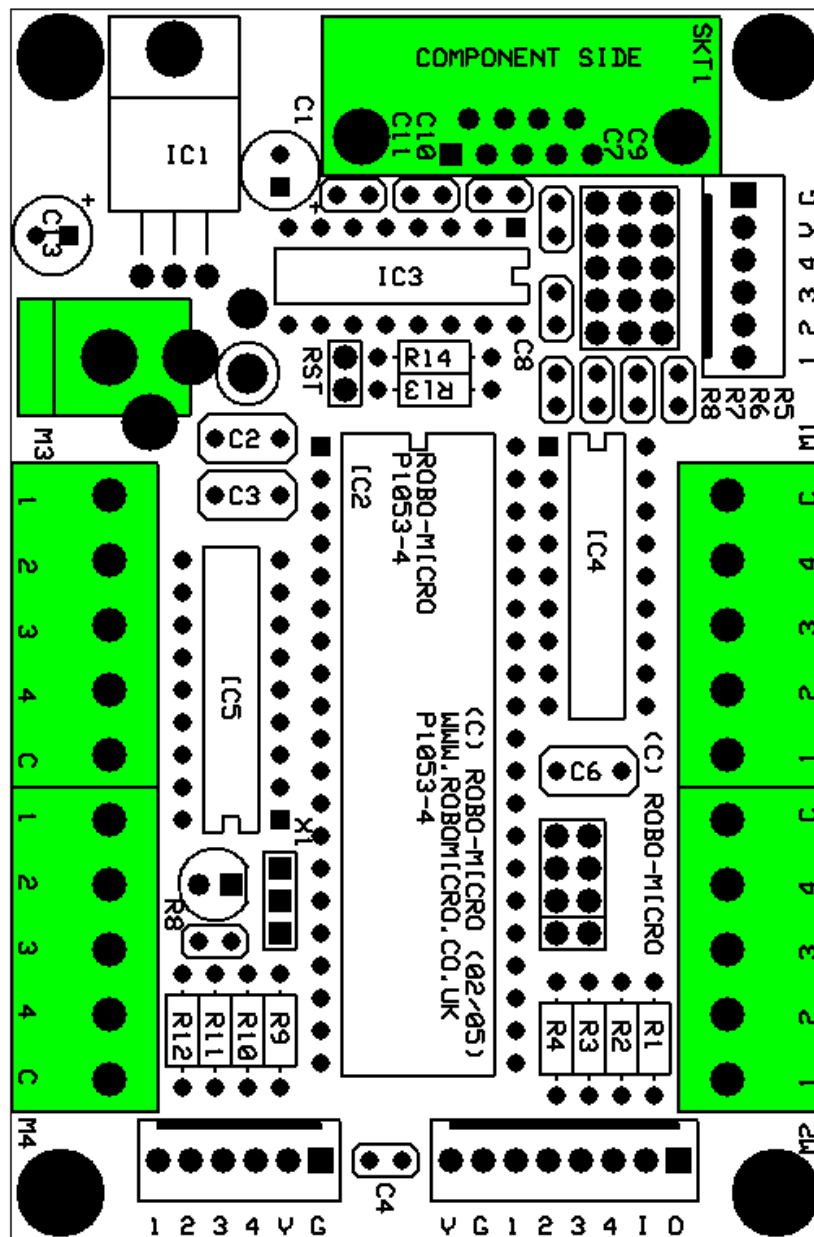 COMPONENT SIDE
SKT1
C1
C11
C10
C7
C9
IC1
C13
+
+
IC3
G
V
4
3
2
1
RST
R14
R13
C8
R8
R7
R6
R5
M3
C2
C3
M1
IC2
ROBO-MICRO
P1053-4
IC4
1
2
3
4
C
C
4
3
2
1
IC5
(C) ROBO-MICRO (02/05)
WWW.ROBOMICRO.CO.UK
P1053-4
C6
(C) ROBO-MICRO
X1
R8
1
2
3
4
C
C
4
3
2
1
R12
R11
R10
R9
R4
R3
R2
R1
M4
C4
M2
1 2 3 4 V G
V G 1 2 3 4 I O